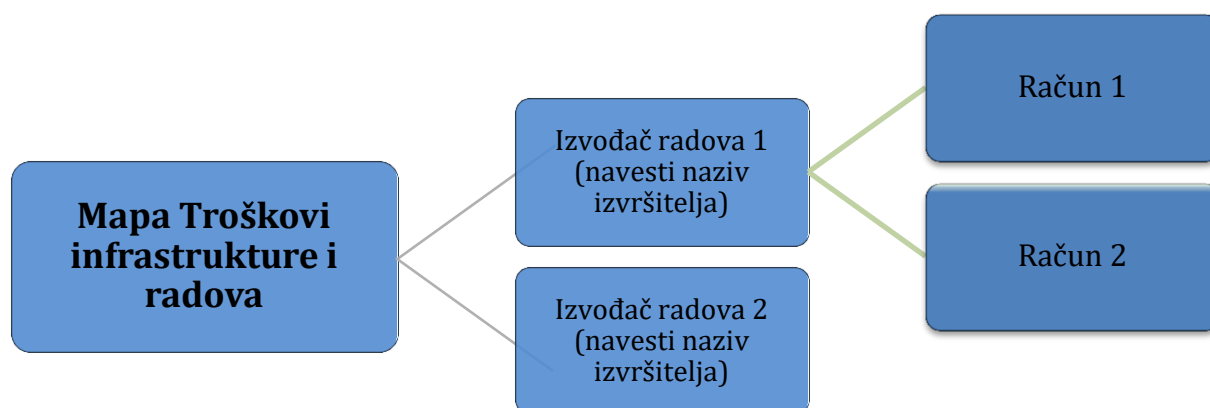 Mapa Troškovi
infrastrukture i
radova
Izvođač radova 1
(navesti naziv
izvršitelja)
Izvođač radova 2
(navesti naziv
izvršitelja)
Račun 1
Račun 2